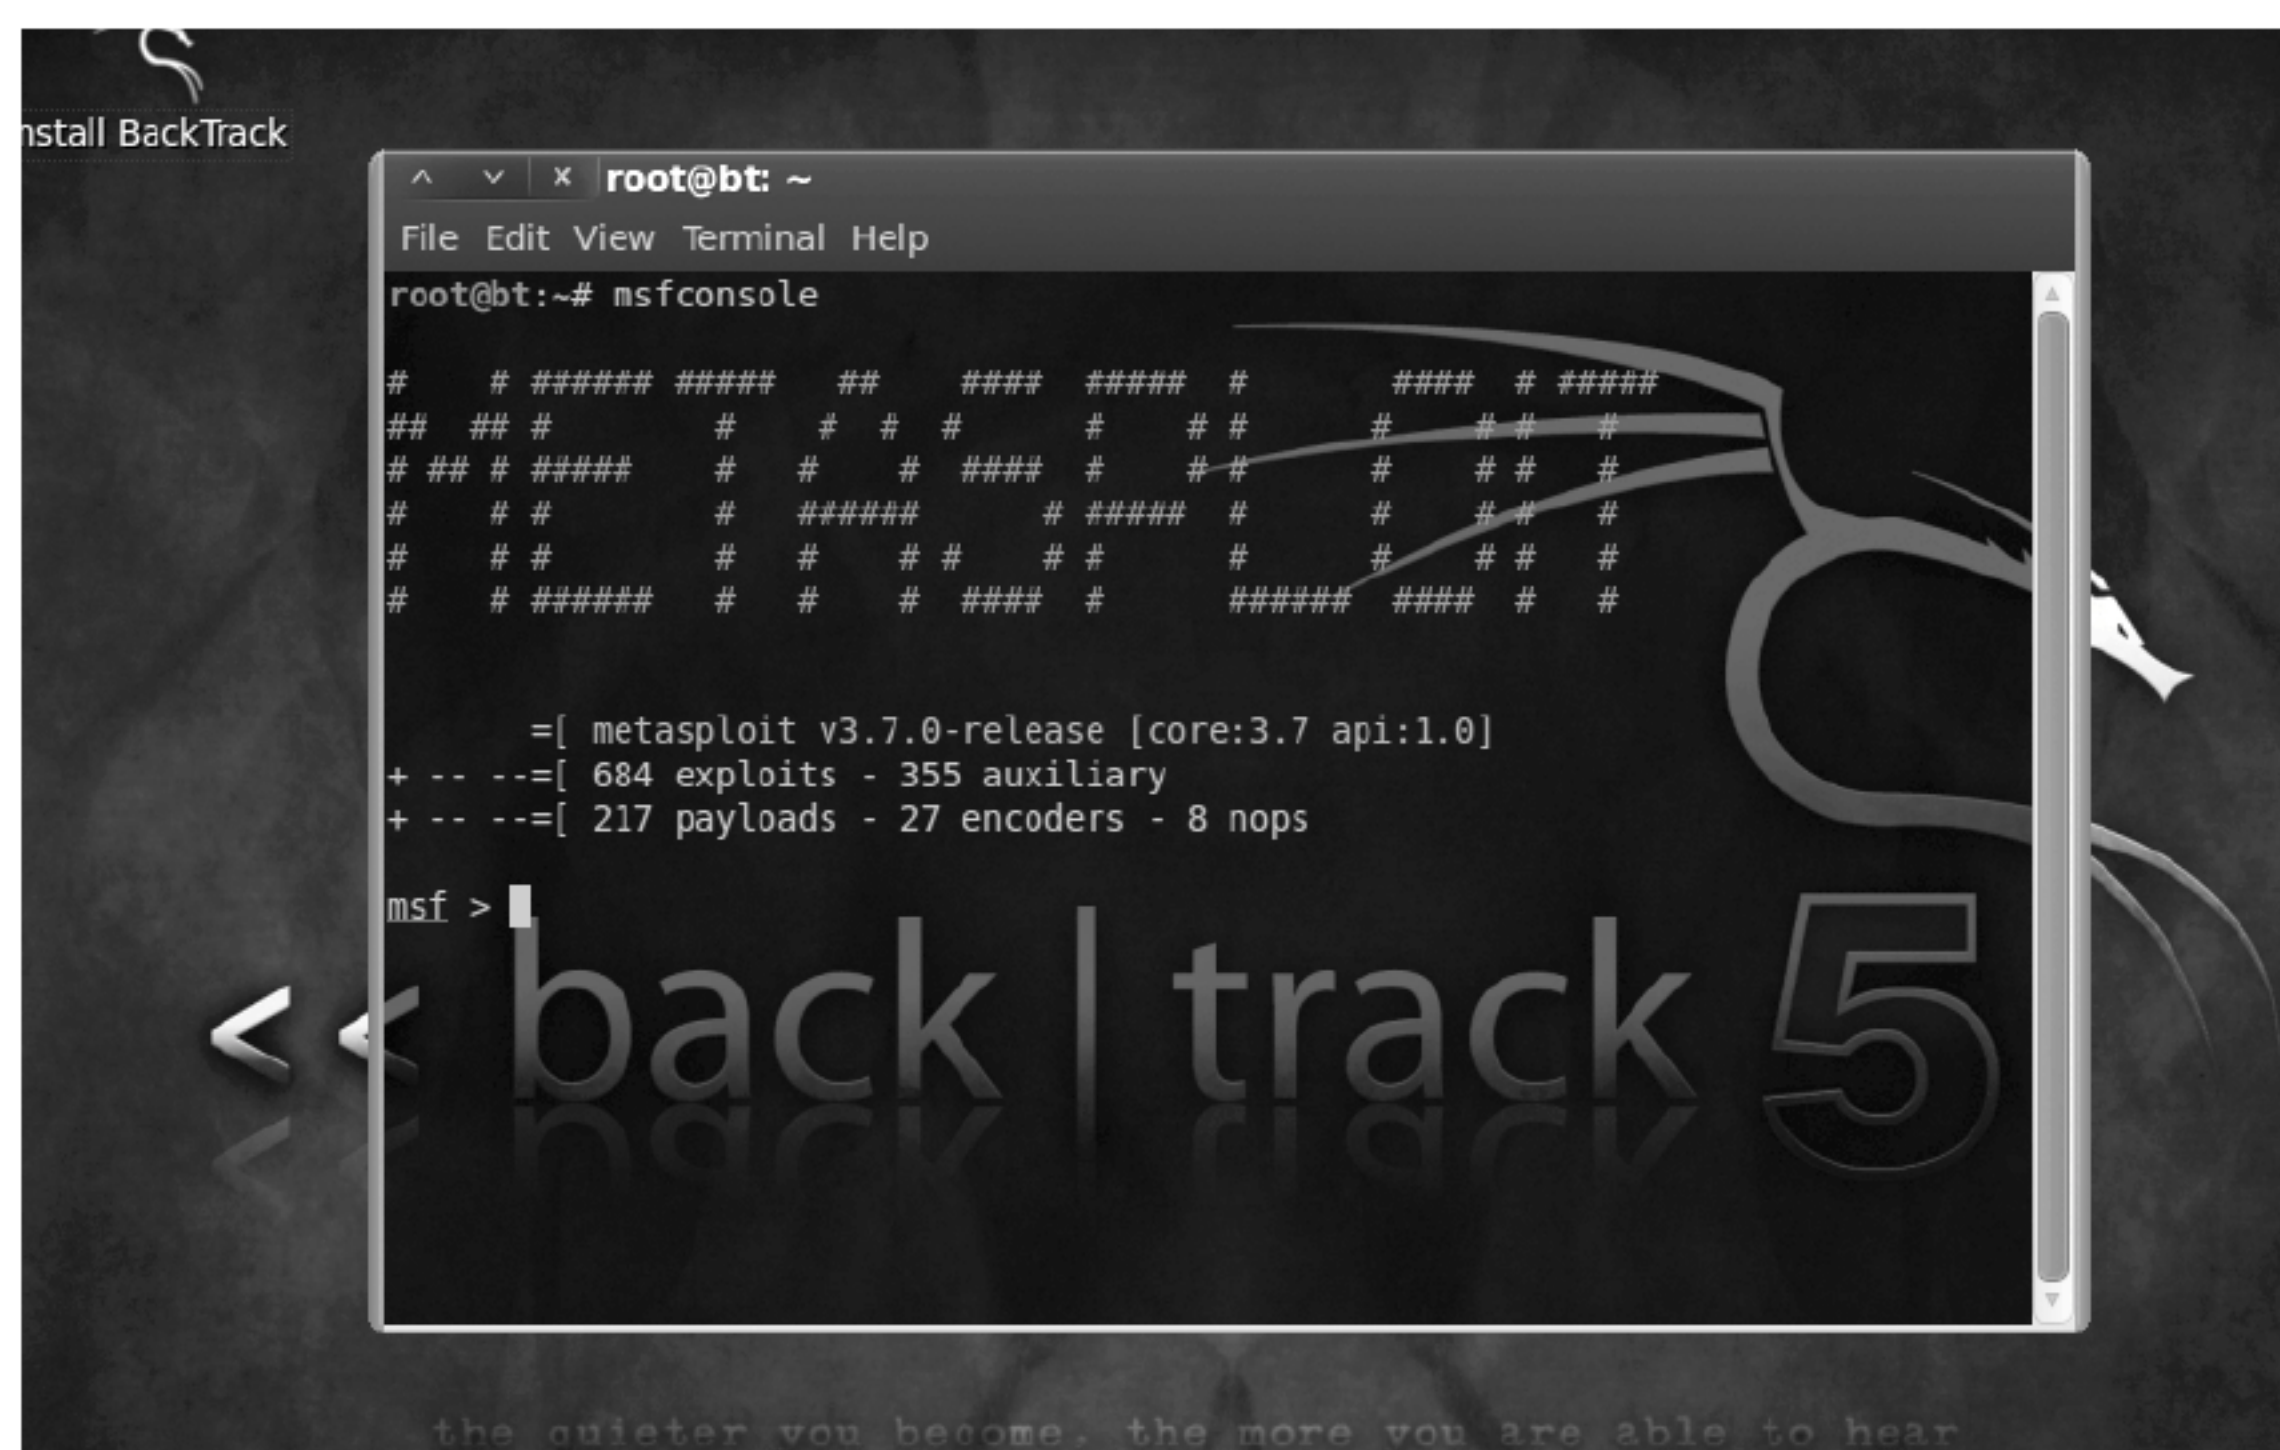 nstall BackTrack
root@bt: ~
File Edit View Terminal Help
root@bt:~# msfconsole
#    # ###### #####   ##    ####  #####  #       ####  # #####
##  ## #        #    #  #  #      #    # #      #    # #   #
# ## # #####    #   #    #  ####  #    # #      #    # #   #
#    # #        #   ######      # #####  #      #    # #   #
#    # #        #   #    # #    # #      #      #    # #   #
#    # ######   #   #    #  ####  #      ######  ####  #   #
=[ metasploit v3.7.0-release [core:3.7 api:1.0]
+ -- --=[ 684 exploits - 355 auxiliary
+ -- --=[ 217 payloads - 27 encoders - 8 nops
msf >
<< back | track 5
the quieter you become, the more you are able to hear